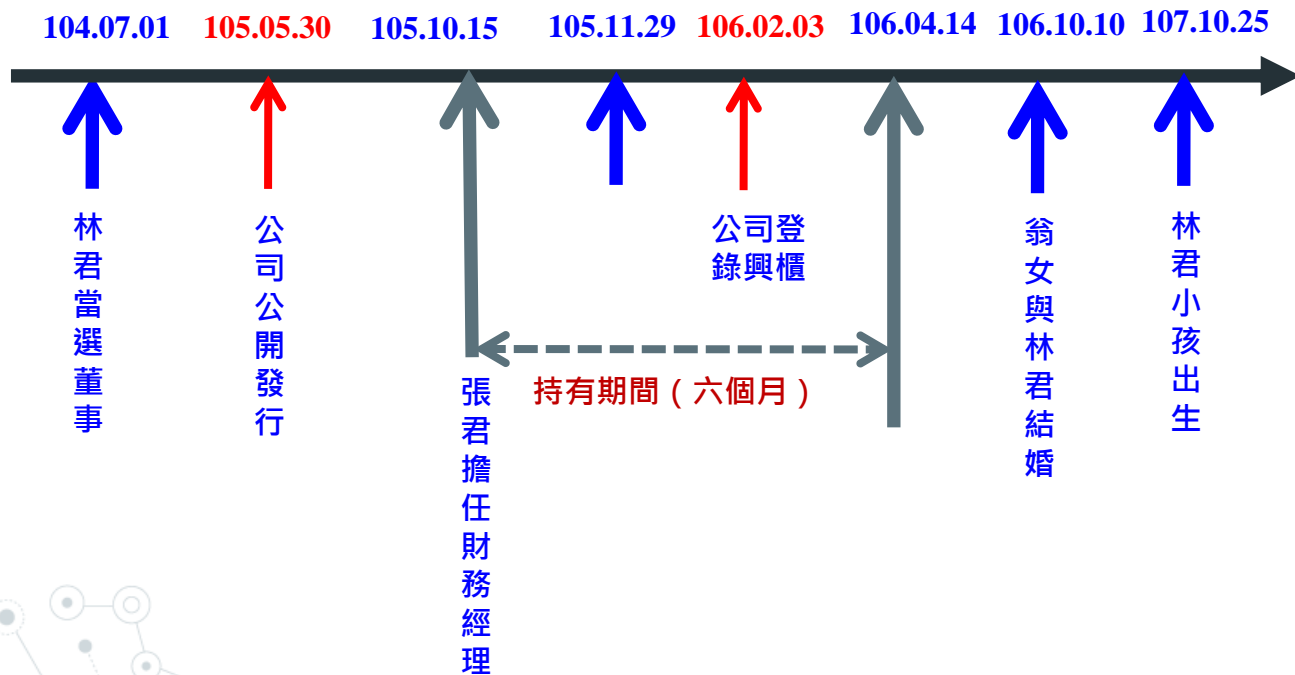 104.07.01 105.05.30 105.10.15 105.11.29 106.02.03 106.04.14 106.10.10 107.10.25
林君當選董事
公司公開發行
張君擔任財務經理
持有期間（六個月）
公司登
錄興櫃
翁女與林君結婚
林君小孩出生